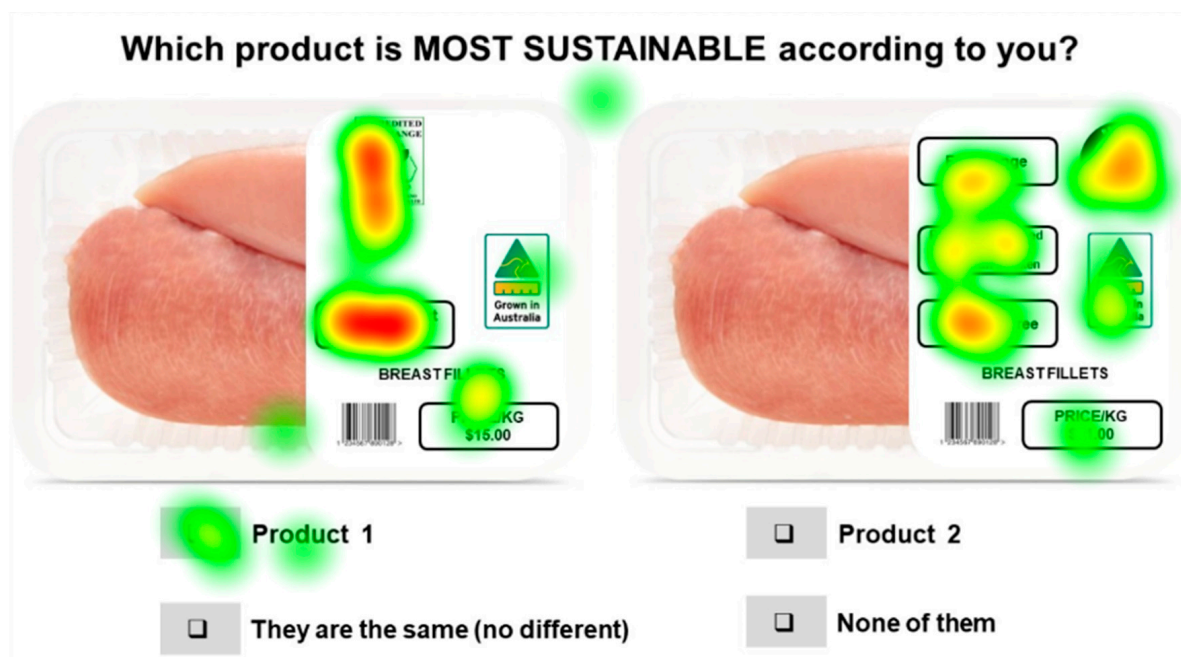 Which product is MOST SUSTAINABLE according to you?
Grown in
Australia
BREAST FILLETS
/KG
$15.00
BREAST FILLETS
PRICE/KG
Product 1
Product 2
They are the same (no different)
None of them